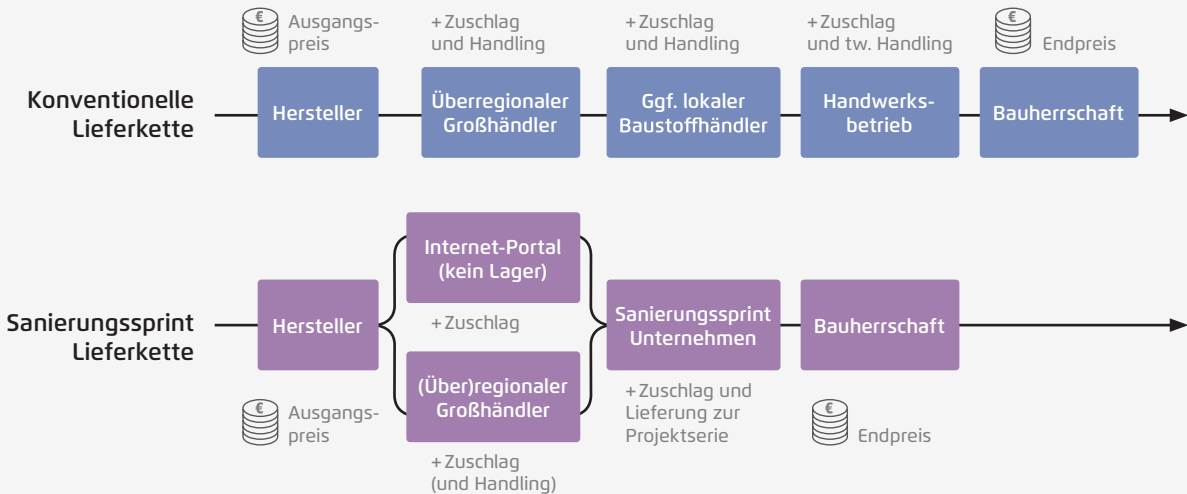 € Ausgangs-
preis
+ Zuschlag
und Handling
+ Zuschlag
und Handling
+ Zuschlag
und tw. Handling
€ Endpreis
Konventionelle
Lieferkette
Hersteller
Überregionaler
Großhändler
Ggf. lokaler
Baustoffhändler
Handwerks-
betrieb
Bauherrschaft
Sanierungssprint
Lieferkette
Hersteller
€ Ausgangs-
preis
Internet-Portal
(kein Lager)
+ Zuschlag
(Über)regionaler
Großhändler
+ Zuschlag
(und Handling)
Sanierungssprint
Unternehmen
+ Zuschlag und
Lieferung zur
Projektserie
Bauherrschaft
€ Endpreis